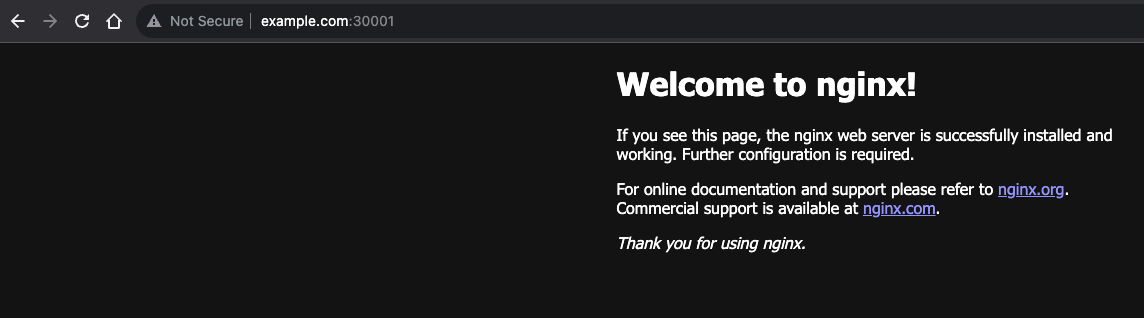 Not Secure example.com:30001
Welcome to nginx!
If you see this page, the nginx web server is successfully installed and
working. Further configuration is required.
For online documentation and support please refer to nginx.org.
Commercial support is available at nginx.com.
Thank you for using nginx.